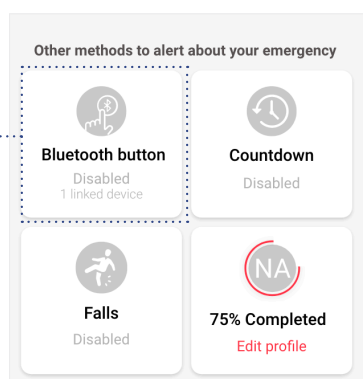 Other methods to alert about your emergency
Bluetooth button
Disabled
1 linked device
Countdown
Disabled
Falls
Disabled
NA
75% Completed
Edit profile